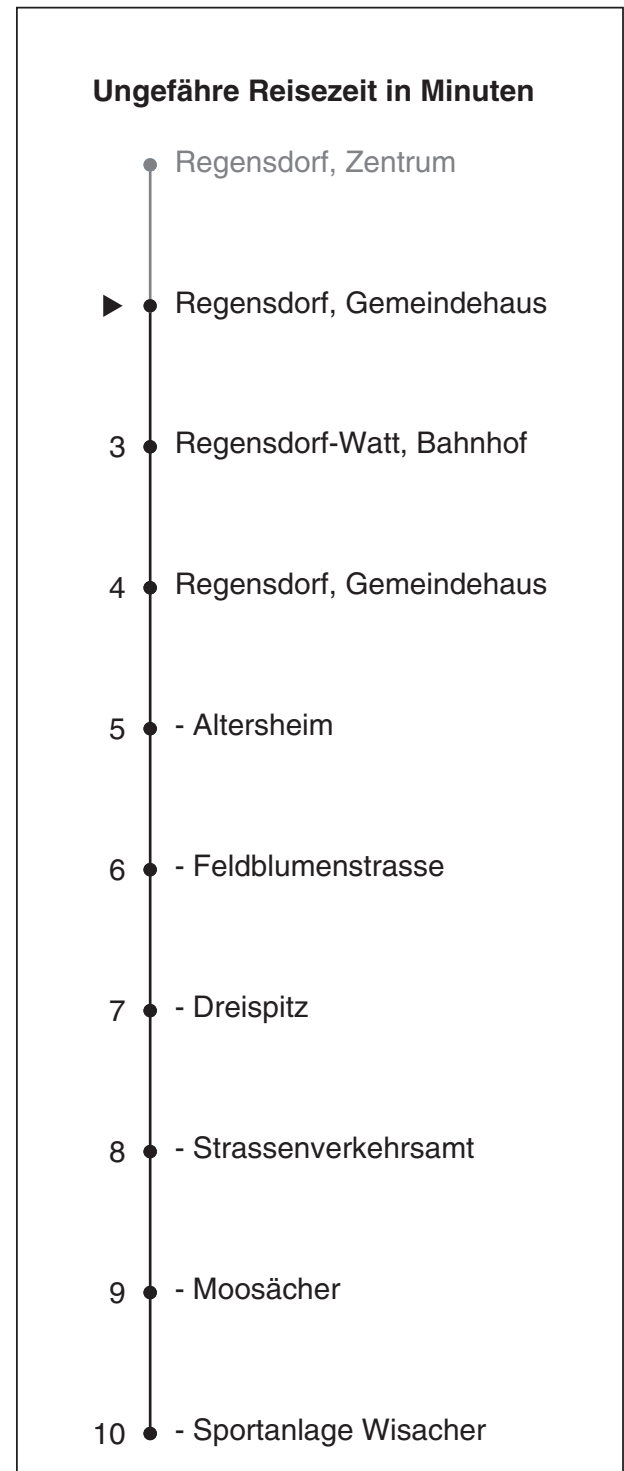 Ungefähre Reisezeit in Minuten
Regensdorf, Zentrum
Regensdorf, Gemeindehaus
3 Regensdorf-Watt, Bahnhof
4 Regensdorf, Gemeindehaus
5 - Altersheim
6 - Feldblumenstrasse
7 - Dreispitz
8 - Strassenverkehrsamt
9 - Moosächer
10 - Sportanlage Wisacher